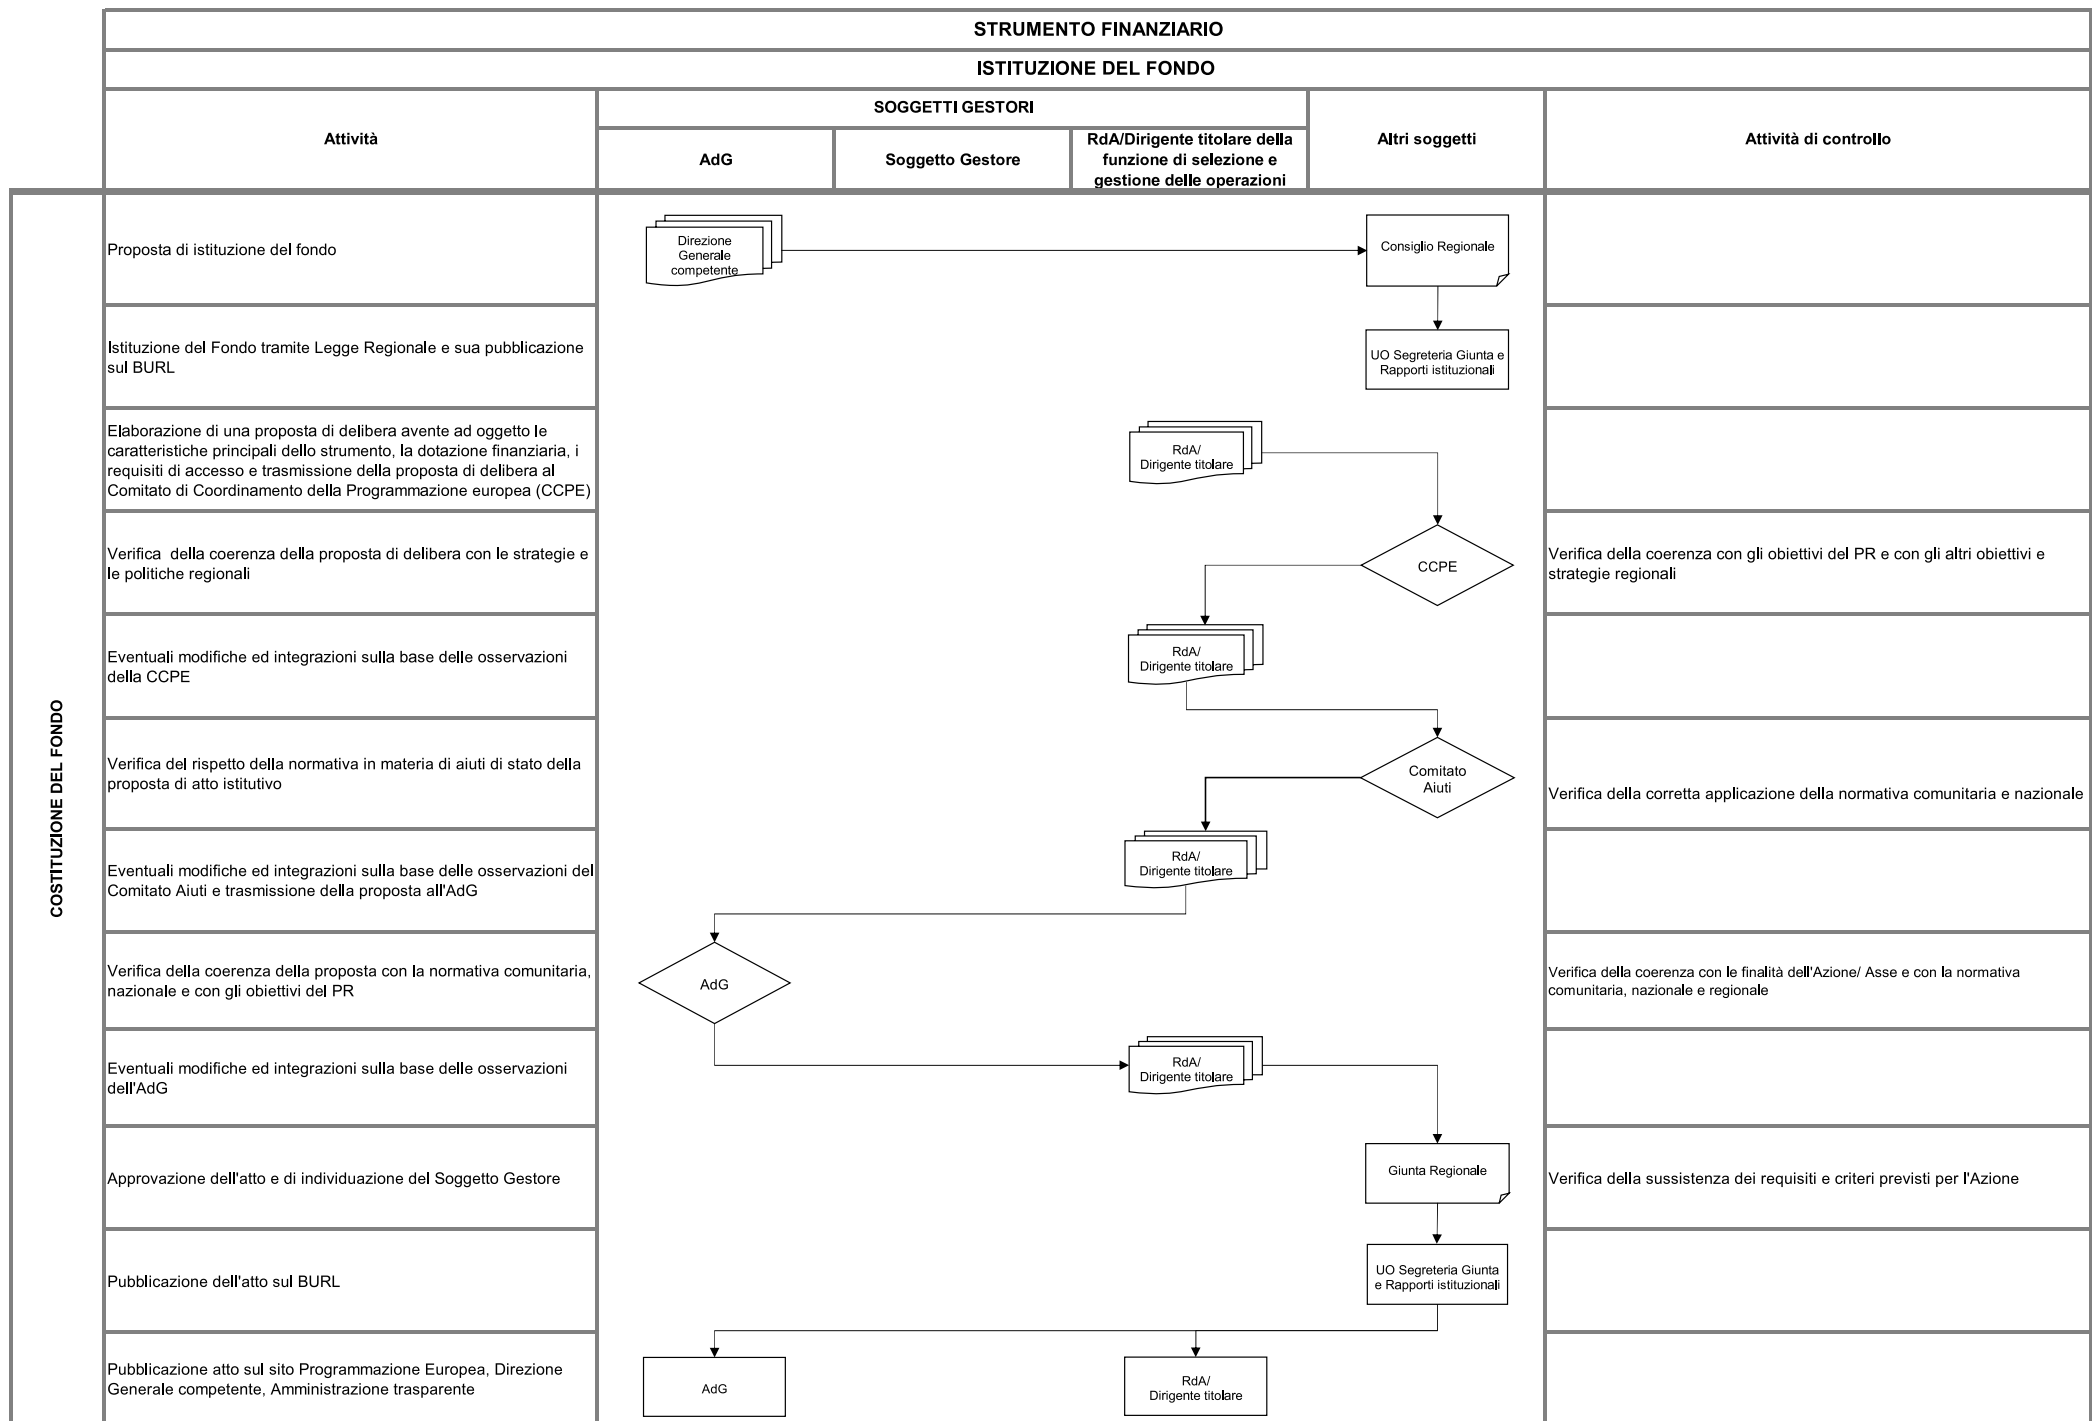 STRUMENTO FINANZIARIO
ISTITUZIONE DEL FONDO
Attività
SOGGETTI GESTORI
AdG
Soggetto Gestore
RdA/Dirigente titolare della
funzione di selezione e
gestione delle operazioni
Altri soggetti
Attività di controllo
COSTITUZIONE DEL FONDO
Proposta di istituzione del fondo
Direzione
Generale
competente
Consiglio Regionale
Istituzione del Fondo tramite Legge Regionale e sua pubblicazione
sul BURL
UO Segreteria Giunta e
Rapporti istituzionali
Elaborazione di una proposta di delibera avente ad oggetto le
caratteristiche principali dello strumento, la dotazione finanziaria, i
requisiti di accesso e trasmissione della proposta di delibera al
Comitato di Coordinamento della Programmazione europea (CCPE)
RdA/
Dirigente titolare
Verifica  della coerenza della proposta di delibera con le strategie e
le politiche regionali
CCPE
Verifica della coerenza con gli obiettivi del PR e con gli altri obiettivi e
strategie regionali
Eventuali modifiche ed integrazioni sulla base delle osservazioni
della CCPE
RdA/
Dirigente titolare
Verifica del rispetto della normativa in materia di aiuti di stato della
proposta di atto istitutivo
Comitato
Aiuti
Verifica della corretta applicazione della normativa comunitaria e nazionale
Eventuali modifiche ed integrazioni sulla base delle osservazioni del
Comitato Aiuti e trasmissione della proposta all'AdG
RdA/
Dirigente titolare
Verifica della coerenza della proposta con la normativa comunitaria,
nazionale e con gli obiettivi del PR
AdG
Verifica della coerenza con le finalità dell'Azione/ Asse e con la normativa
comunitaria, nazionale e regionale
Eventuali modifiche ed integrazioni sulla base delle osservazioni
dell'AdG
RdA/
Dirigente titolare
Approvazione dell'atto e di individuazione del Soggetto Gestore
Giunta Regionale
Verifica della sussistenza dei requisiti e criteri previsti per l'Azione
Pubblicazione dell'atto sul BURL
UO Segreteria Giunta
e Rapporti istituzionali
Pubblicazione atto sul sito Programmazione Europea, Direzione
Generale competente, Amministrazione trasparente
AdG
RdA/
Dirigente titolare